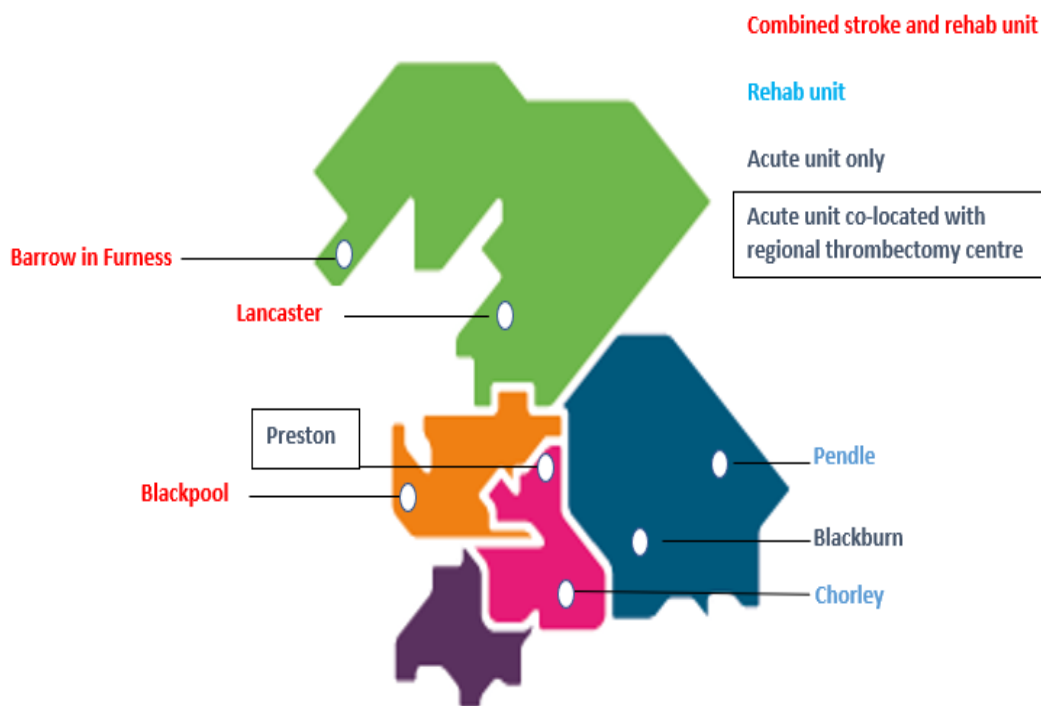 Combined stroke and rehab unit
Rehab unit
Acute unit only
Acute unit co-located with
regional thrombectomy centre
Barrow in Furness
Lancaster
Preston
Blackpool
Pendle
Blackburn
Chorley